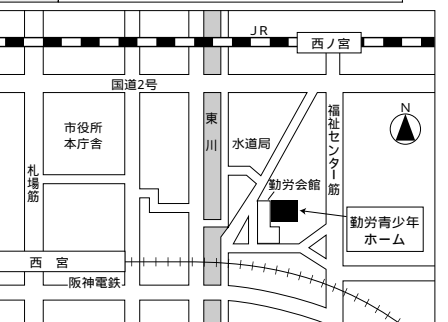 JR
西ノ宮
国道2号
市役所
本庁舎
東川
水道局
福祉センター筋
N
札場筋
勤労会館
勤労青少年
ホーム
西 宮
阪神電鉄